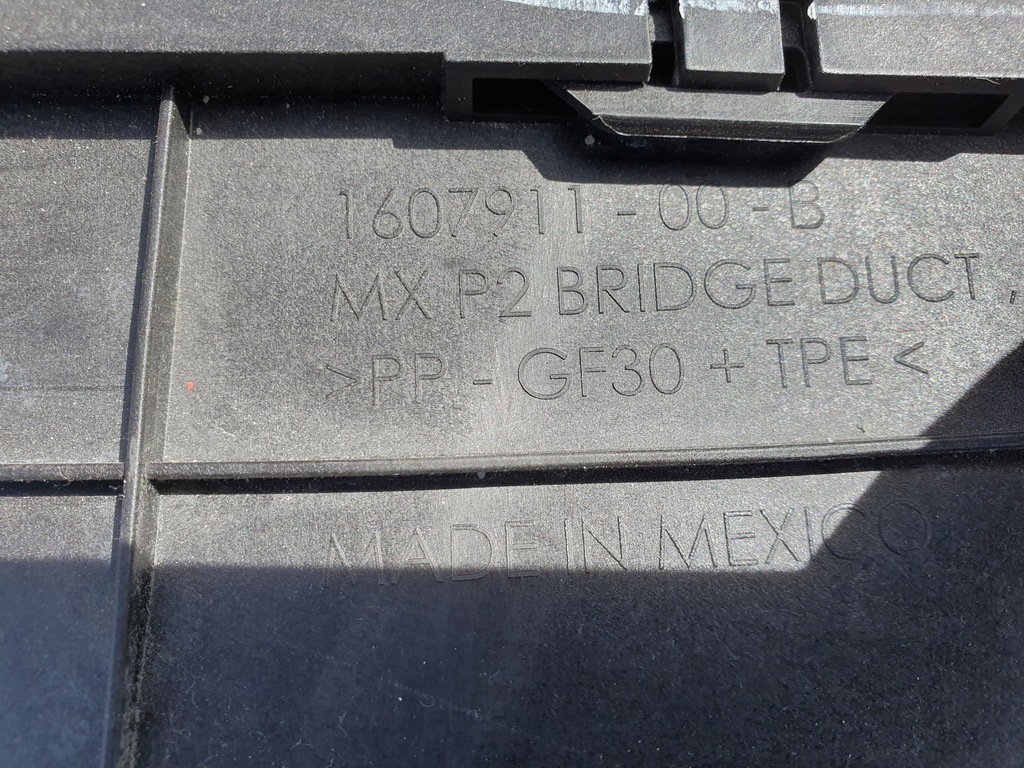 1607911-00-B
MX P2 BRIDGE DUCT,
>PP - GF30 + TPE<
MADE IN MEXICO